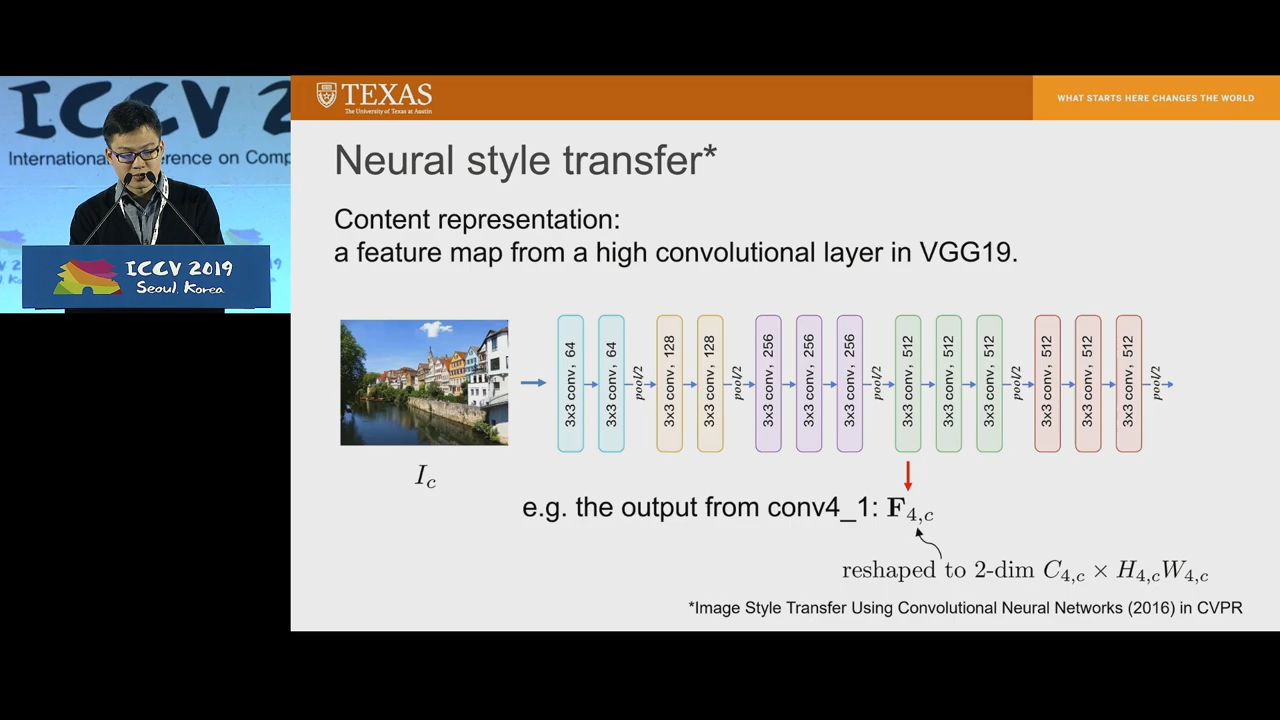 ICCV 2
International
ference on Comp
ICCV 2019
Seoul, Korea
TEXAS
The University of Texas at Austin
WHAT STARTS HERE CHANGES THE WORLD
Neural style transfer*
Content representation:
a feature map from a high convolutional layer in VGG19.
3x3 conv, 64
3x3 conv, 64
pool/2
3x3 conv, 128
3x3 conv, 128
pool/2
3x3 conv, 256
3x3 conv, 256
3x3 conv, 256
pool/2
3x3 conv, 512
3x3 conv, 512
3x3 conv, 512
pool/2
3x3 conv, 512
3x3 conv, 512
3x3 conv, 512
pool/2
I_c
e.g. the output from conv4_1: F_{4,c}
reshaped to 2-dim C_{4,c} × H_{4,c}W_{4,c}
*Image Style Transfer Using Convolutional Neural Networks (2016) in CVPR